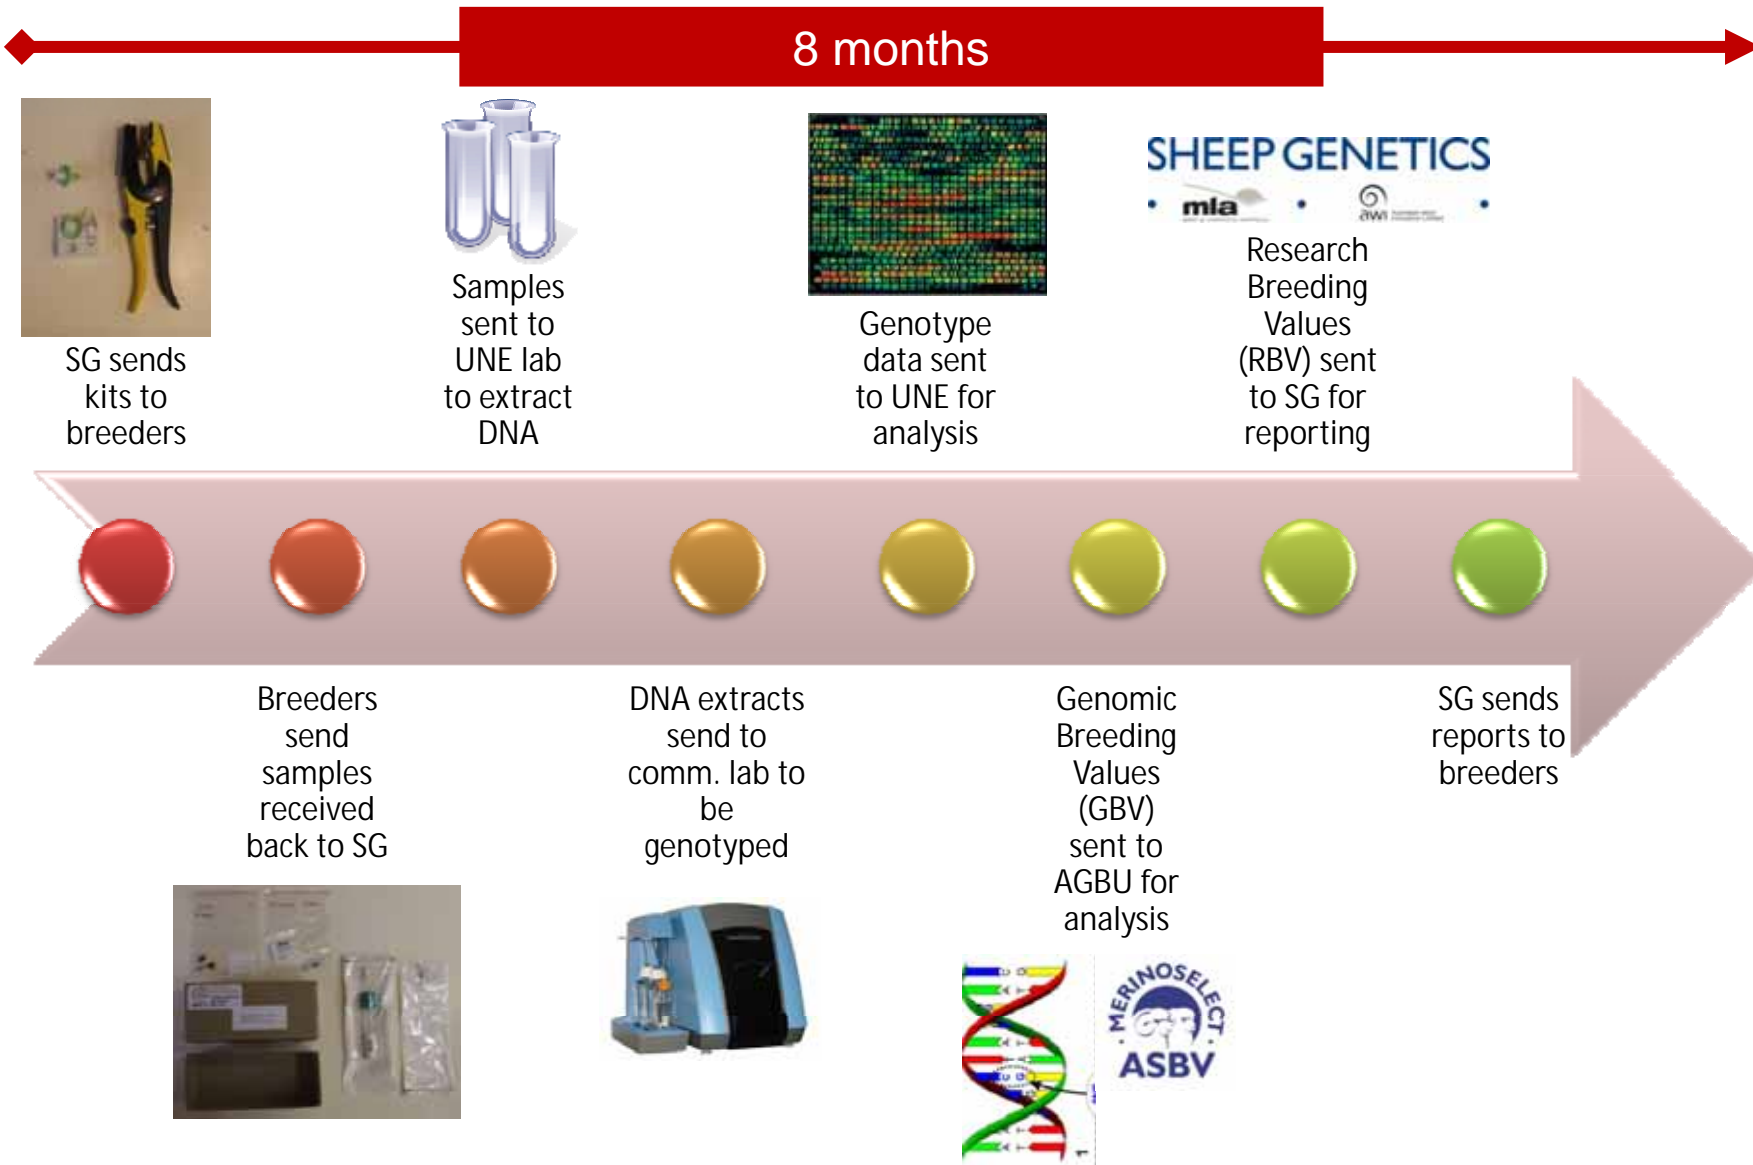 8 months
SHEEP GENETICS
mla
awi
SG sends
kits to
breeders
Samples
sent to
UNE lab
to extract
DNA
Genotype
data sent
to UNE for
analysis
Research
Breeding
Values
(RBV) sent
to SG for
reporting
Breeders
send
samples
received
back to SG
DNA extracts
send to
comm. lab to
be
genotyped
Genomic
Breeding
Values
(GBV)
sent to
AGBU for
analysis
SG sends
reports to
breeders
MERINOSELECT
ASBV
1